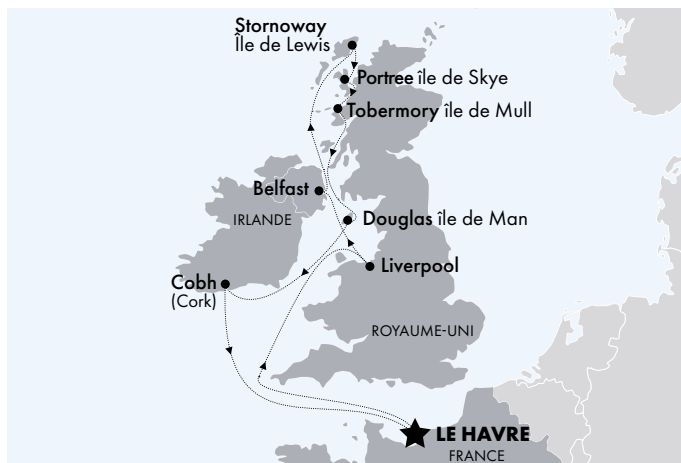 Stornoway
Île de Lewis
Portree île de Skye
Tobermory île de Mull
Belfast
IRLANDE
Douglas île de Man
Liverpool
Cobh
(Cork)
ROYAUME-UNI
LE HAVRE
FRANCE